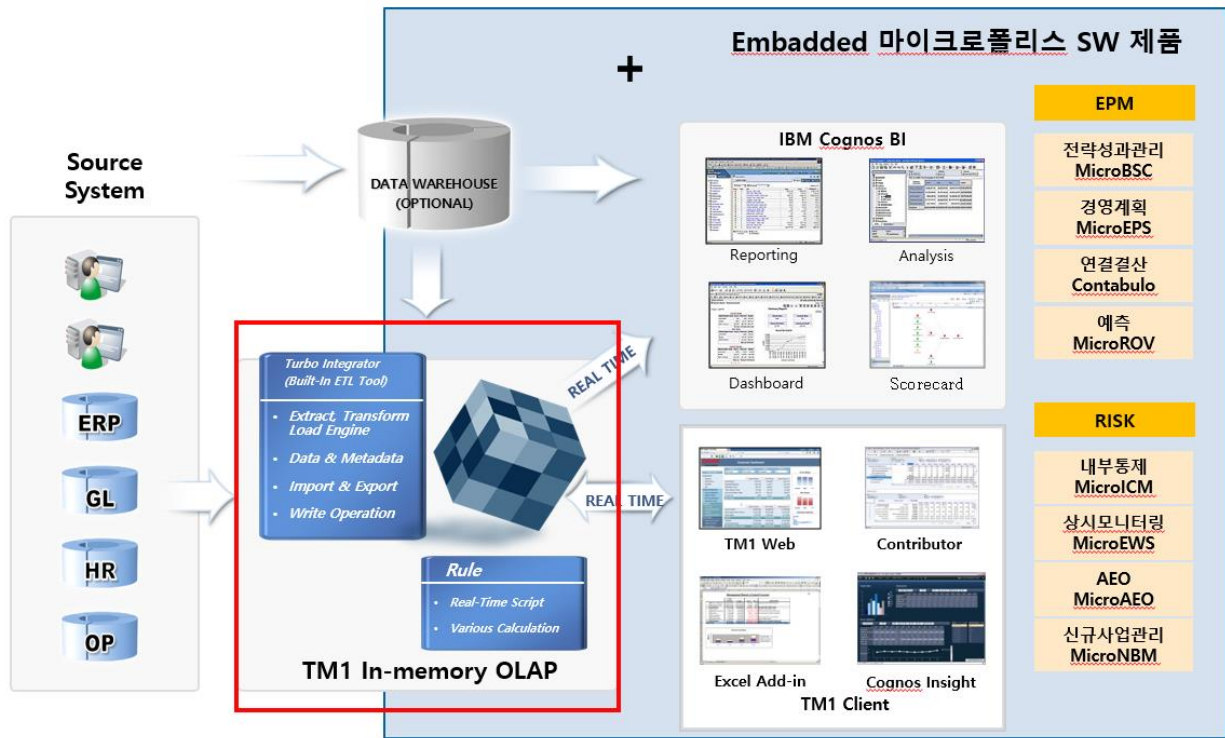 Embadded 마이크로폴리스 SW 제품
+
Source
System
ERP
GL
HR
OP
DATA WAREHOUSE
(OPTIONAL)
Turbo Integrator
(Built-In ETL Tool)
• Extract, Transform
Load Engine
• Data & Metadata
• Import & Export
• Write Operation
Rule
• Real-Time Script
• Various Calculation
TM1 In-memory OLAP
REAL TIME
REAL TIME
IBM Cognos BI
Reporting
Analysis
Dashboard
Scorecard
TM1 Web
Contributor
Excel Add-in
Cognos Insight
TM1 Client
EPM
전략성과관리
MicroBSC
경영계획
MicroEPS
연결결산
Contabulo
예측
MicroROV
RISK
내부통제
MicroICM
상시모니터링
MicroEWS
AEO
MicroAEO
신규사업관리
MicroNBM